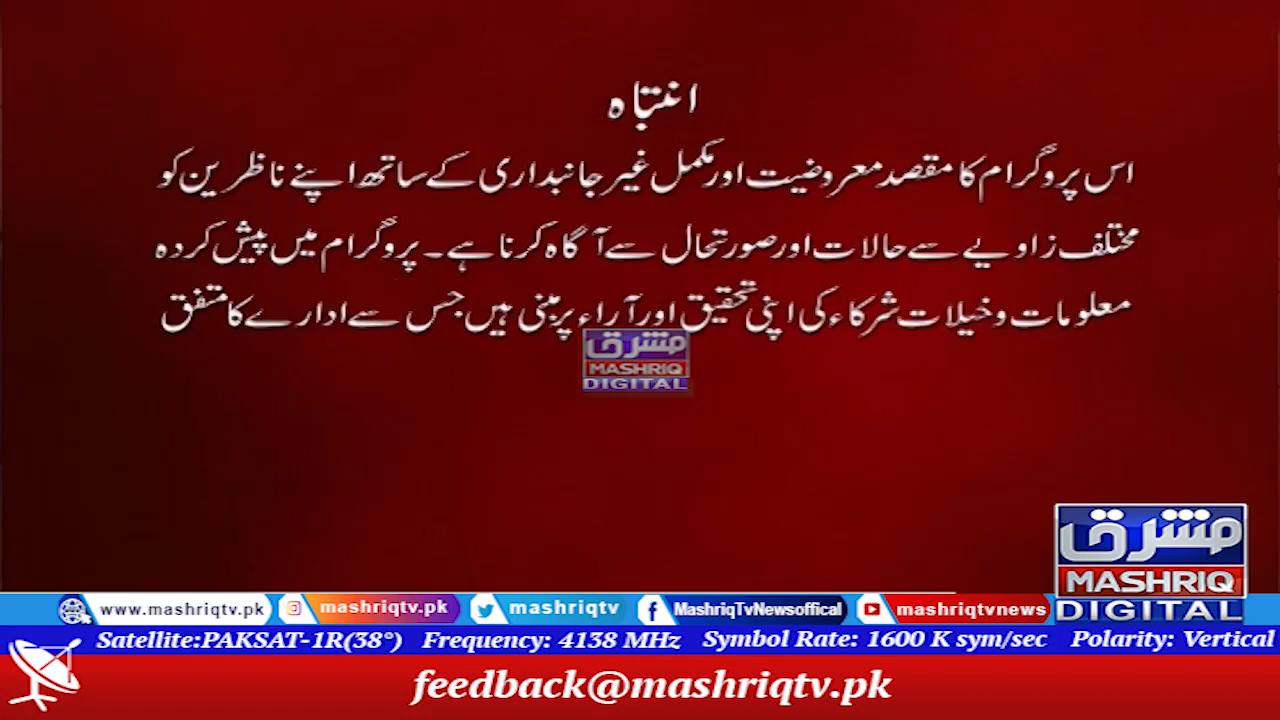 انتباہ
اس پروگرام کا مقصد معروضیت اور مکمل غیر جانبداری کے ساتھ اپنے ناظرین کو
مختلف زاویے سے حالات اور صورتحال سے آگاہ کرنا ہے۔ پروگرام میں پیش کردہ
معلومات و خیلات شرکاء کی اپنی تحقیق اور آراء پر مبنی ہیں جس سے ادارے کا متفق
مشرق
MASHRIQ
DIGITAL
مشرق
MASHRIQ
DIGITAL
www.mashriqtv.pk mashriqtv.pk mashriqtv MashriqTvNewsoffical mashriqtvnews
Satellite:PAKSAT-1R(38°) Frequency: 4138 MHz Symbol Rate: 1600 K sym/sec Polarity: Vertical
feedback@mashriqtv.pk